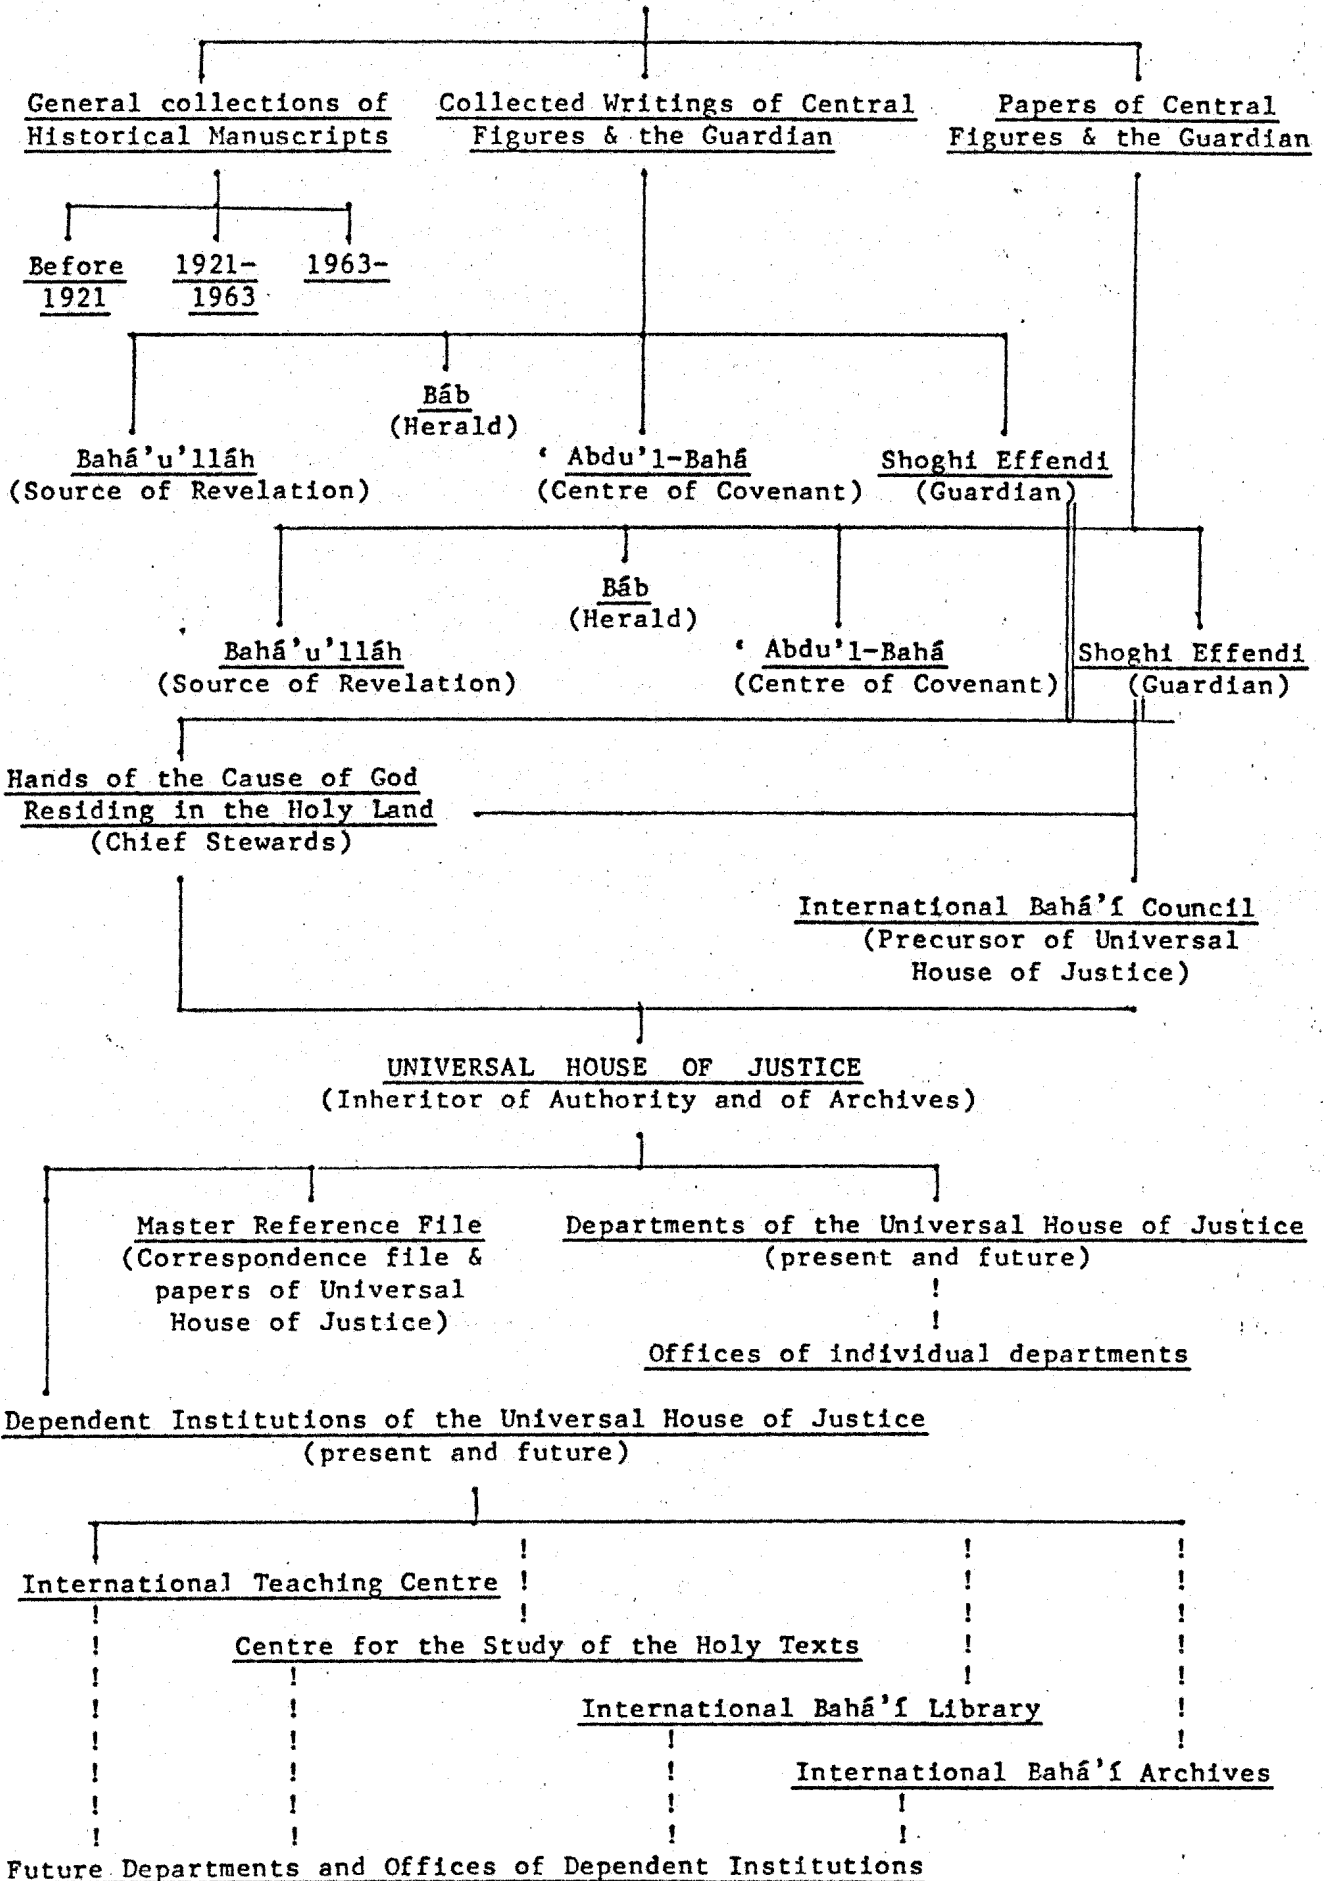 General collections of
Historical Manuscripts
Collected Writings of Central
Figures & the Guardian
Papers of Central
Figures & the Guardian
Before
1921
1921-
1963
1963-
Báb
(Herald)
Bahá'u'lláh
(Source of Revelation)
‘ Abdu'l-Bahá
(Centre of Covenant)
Shoghi Effendi
(Guardian)
Báb
(Herald)
Bahá'u'lláh
(Source of Revelation)
‘ Abdu'l-Bahá
(Centre of Covenant)
Shoghi Effendi
(Guardian)
Hands of the Cause of God
Residing in the Holy Land
(Chief Stewards)
International Bahá'í Council
(Precursor of Universal
House of Justice)
UNIVERSAL HOUSE OF JUSTICE
(Inheritor of Authority and of Archives)
Master Reference File
(Correspondence file &
papers of Universal
House of Justice)
Departments of the Universal House of Justice
(present and future)
Offices of individual departments
Dependent Institutions of the Universal House of Justice
(present and future)
International Teaching Centre
Centre for the Study of the Holy Texts
International Bahá'í Library
International Bahá'í Archives
Future Departments and Offices of Dependent Institutions